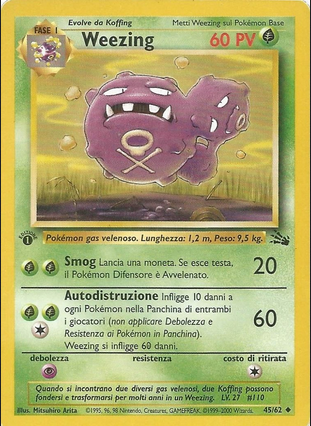 Evolve da Koffing
Metti Weezing sul Pokémon Base
FASE 1
Weezing
60 PV
EDIZIONE
1
Pokémon gas velenoso. Lunghezza: 1,2 m, Peso: 9,5 kg.
Smog Lancia una moneta. Se esce testa,
il Pokémon Difensore è Avvelenato.
20
Autodistruzione Infligge 10 danni a
ogni Pokémon nella Panchina di entrambi
i giocatori (non applicare Debolezza e
Resistenza ai Pokémon in Panchina).
Weezing si infligge 60 danni.
60
debolezza
resistenza
costo di ritirata
Quando si incontrano due diversi gas velenosi, due Koffing possono
fondersi e trasformarsi per molti anni in un Weezing. LV. 27 #110
Illus. Mitsuhiro Arita
©1995, 96, 98 Nintendo, Creatures, GAMEFREAK. ©1999-2000 Wizards.
45/62